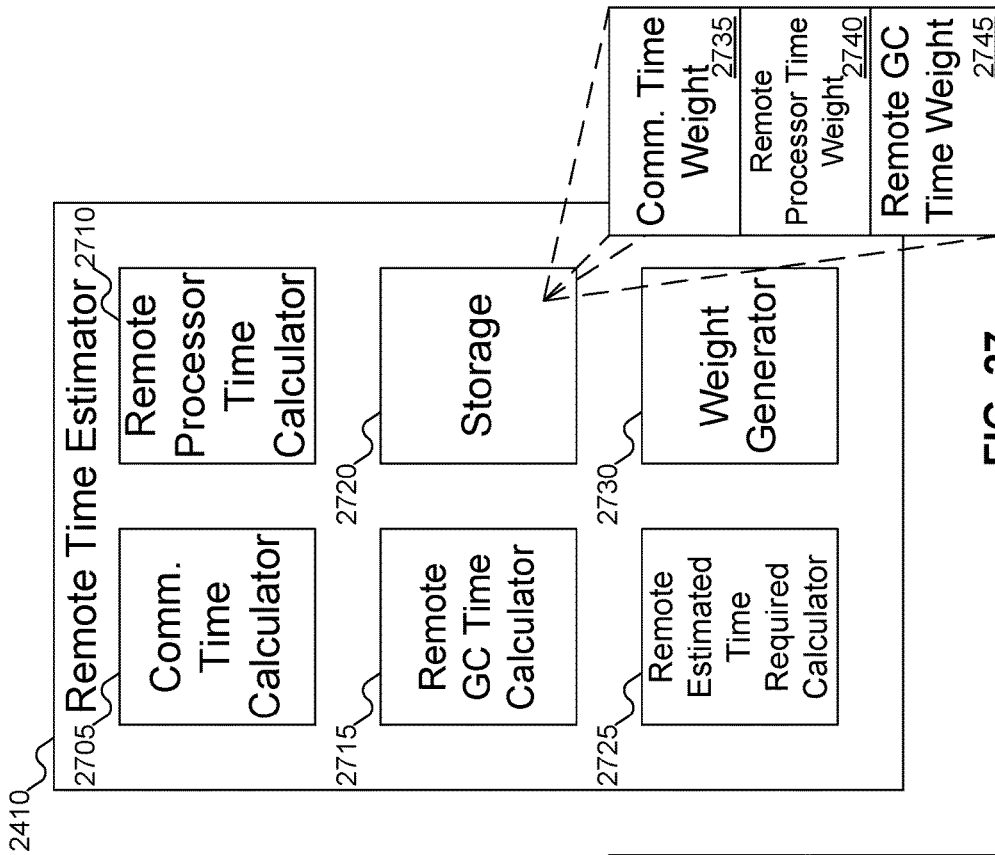 2410
Remote Time Estimator
2705
Comm.
Time
Calculator
2710
Remote
Processor
Time
Calculator
2715
Remote
GC Time
Calculator
2720
Storage
2725
Remote
Estimated
Time
Required
Calculator
2730
Weight
Generator
Comm. Time
Weight
2735
Remote
Processor Time
Weight
2740
Remote GC
Time Weight
2745